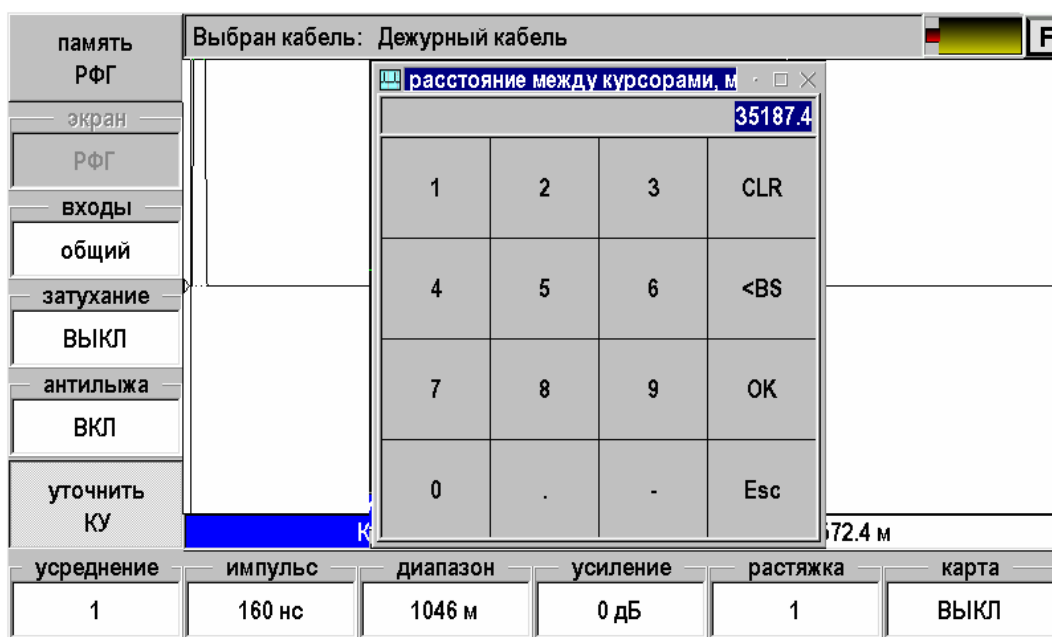 память
РФГ
Выбран кабель: Дежурный кабель
F
экран
РФГ
входы
общий
затухание
ВЫКЛ
антилыжа
ВКЛ
уточнить
КУ
расстояние между курсорами, м
35187.4
1 2 3 CLR
4 5 6 <BS
7 8 9 OK
0 . - Esc
К
572.4 м
усреднение импульс диапазон усиление растяжка карта
1 160 нс 1046 м 0 дБ 1 ВЫКЛ